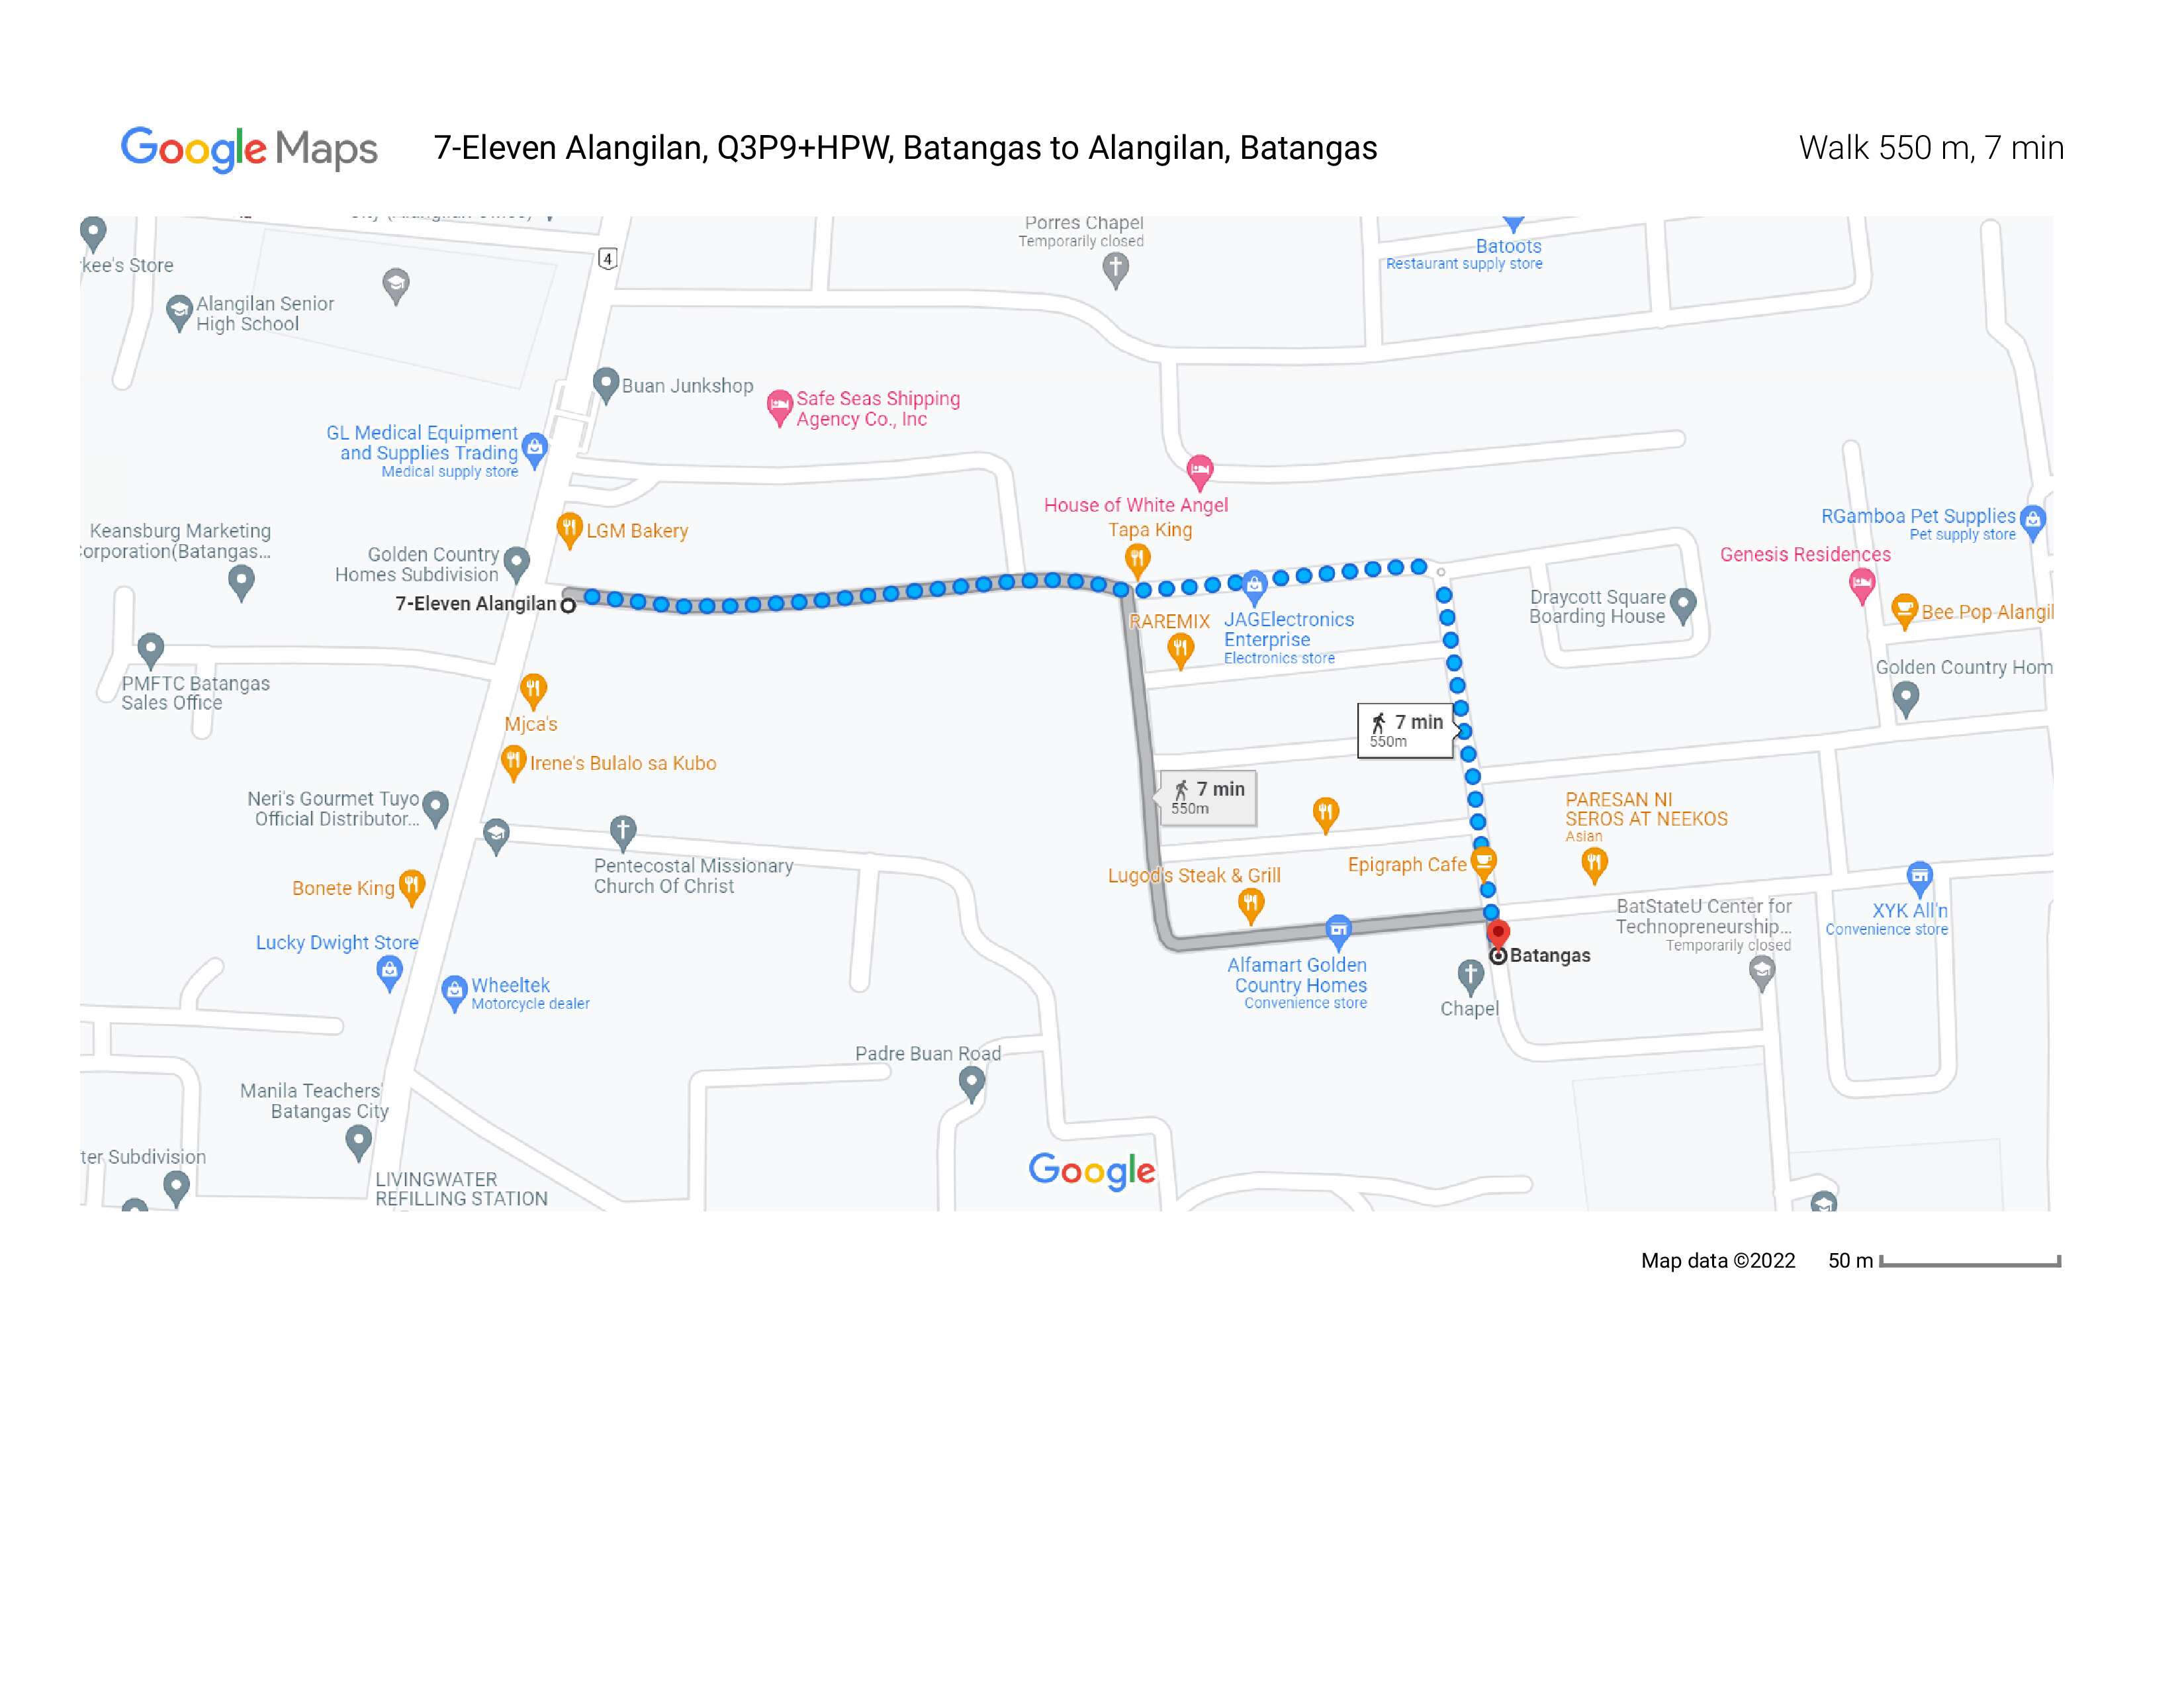 Google Maps
7-Eleven Alangilan, Q3P9+HPW, Batangas to Alangilan, Batangas
Walk 550 m, 7 min
Porres Chapel
Temporarily closed
Batoots
Restaurant supply store
4
kee's Store
Alangilan Senior
High School
Buan Junkshop
Safe Seas Shipping
Agency Co., Inc
GL Medical Equipment
and Supplies Trading
Medical supply store
House of White Angel
Tapa King
LGM Bakery
Keansburg Marketing
Corporation(Batangas...
Golden Country
Homes Subdivision
7-Eleven Alangilan
RGamboa Pet Supplies
Pet supply store
Genesis Residences
Draycott Square
Boarding House
Bee Pop Alangil
RAREMIX
JAGElectronics
Enterprise
Electronics store
Golden Country Hom
PMFTC Batangas
Sales Office
Mjca's
Irene's Bulalo sa Kubo
7 min
550m
7 min
550m
Neri's Gourmet Tuyo
Official Distributor...
PARESAN NI
SEROS AT NEEKOS
Asian
Pentecostal Missionary
Church Of Christ
Lugod's Steak & Grill
Epigraph Cafe
Bonete King
BatStateU Center for
Technopreneurship...
Temporarily closed
XYK All'n
Convenience store
Lucky Dwight Store
Batangas
Alfamart Golden
Country Homes
Convenience store
Wheeltek
Motorcycle dealer
Chapel
Padre Buan Road
Manila Teachers'
Batangas City
ter Subdivision
LIVINGWATER
REFILLING STATION
Google
Map data ©2022
50 m